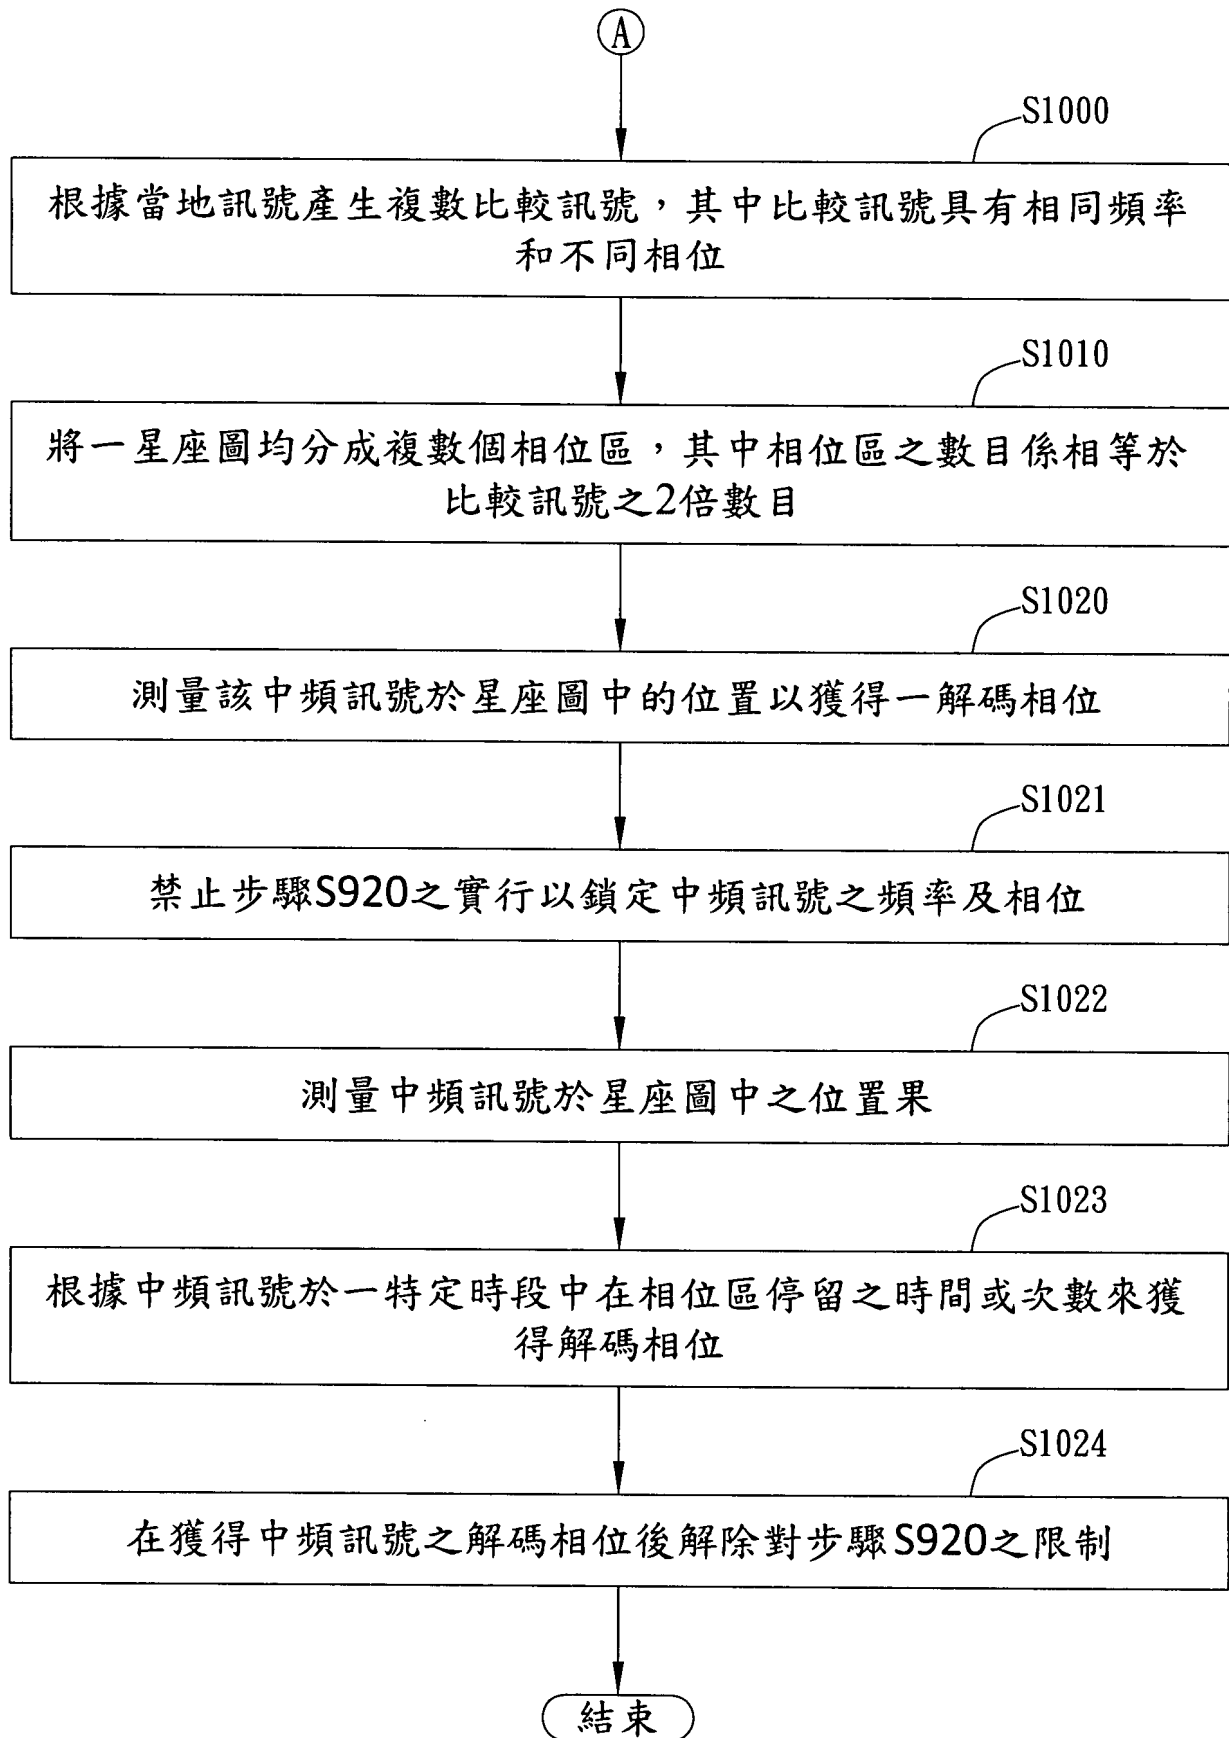 A
S1000
根據當地訊號產生複數比較訊號，其中比較訊號具有相同頻率
和不同相位
S1010
將一星座圖均分成複數個相位區，其中相位區之數目係相等於
比較訊號之2倍數目
S1020
測量該中頻訊號於星座圖中的位置以獲得一解碼相位
S1021
禁止步驟S920之實行以鎖定中頻訊號之頻率及相位
S1022
測量中頻訊號於星座圖中之位置果
S1023
根據中頻訊號於一特定時段中在相位區停留之時間或次數來獲
得解碼相位
S1024
在獲得中頻訊號之解碼相位後解除對步驟S920之限制
結束